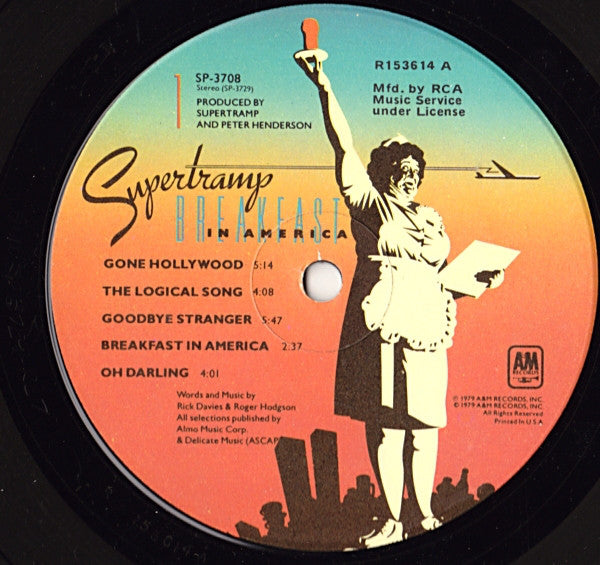 1
SP-3708
Stereo (SP-3729)
PRODUCED BY
SUPERTRAMP
AND PETER HENDERSON
R153614 A
Mfd. by RCA
Music Service
under License
Supertramp
BREAKFAST
IN AMERICA
GONE HOLLYWOOD 5:14
THE LOGICAL SONG 4:08
GOODBYE STRANGER 5:47
BREAKFAST IN AMERICA 2:37
OH DARLING 4:01
Words and Music by
Rick Davies & Roger Hodgson
All selections published by
Almo Music Corp.
& Delicate Music (ASCAP)
A&M
RECORDS
℗ 1979 A&M RECORDS, INC.
© 1979 A&M RECORDS, INC.
All Rights Reserved
Printed in U.S.A